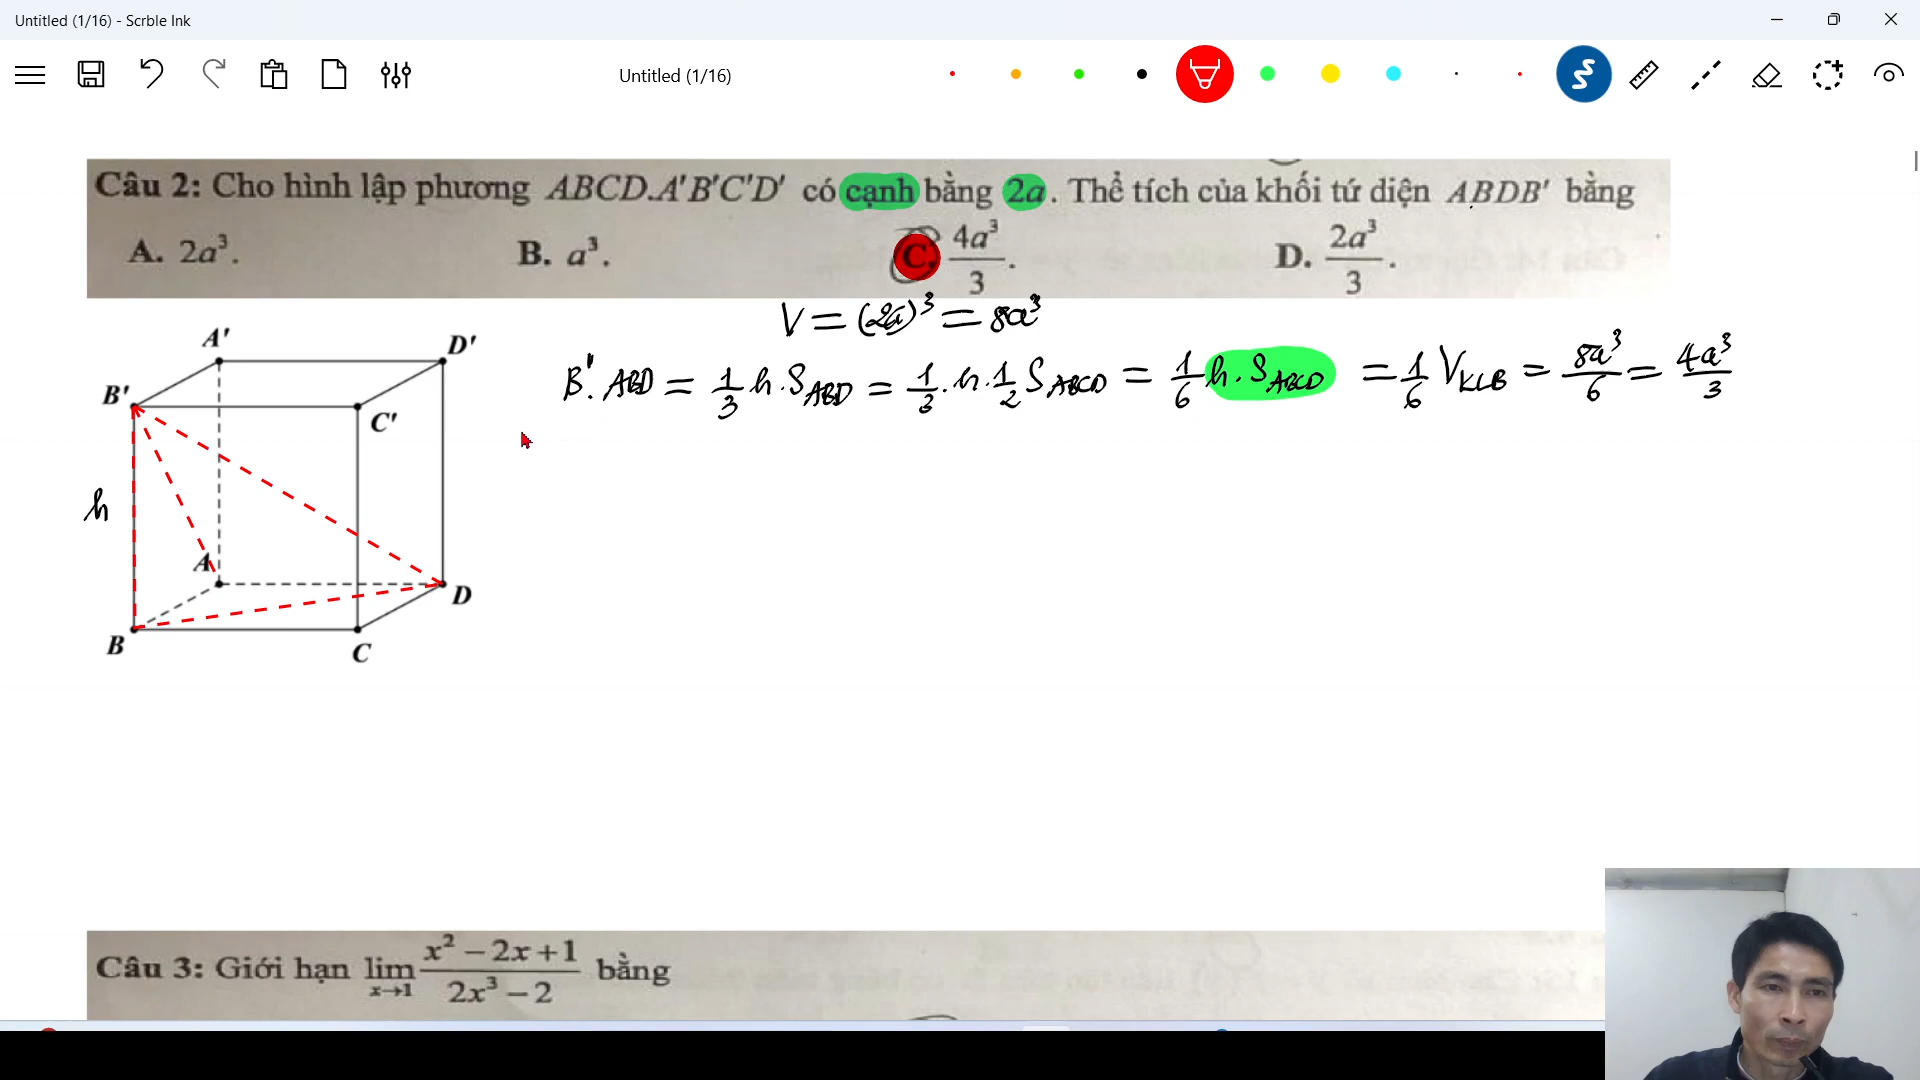 Untitled (1/16) - Scrble Ink
Untitled (1/16)
Câu 2: Cho hình lập phương ABCD.A'B'C'D' có cạnh bằng 2a. Thể tích của khối tứ diện ABDB' bằng
A. 2a³. B. a³. C. 4a³/3. D. 2a³/3.
V = (2a)³ = 8a³
B'.ABD = 1/3 h.S_ABD = 1/3.h.1/2 S_ABCD = 1/6 h.S_ABCD = 1/6 V_KLB = 8a³/6 = 4a³/3
A' D'
B' C'
h
A D
B C
Câu 3: Giới hạn lim x→1 (x² − 2x + 1)/(2x³ − 2) bằng